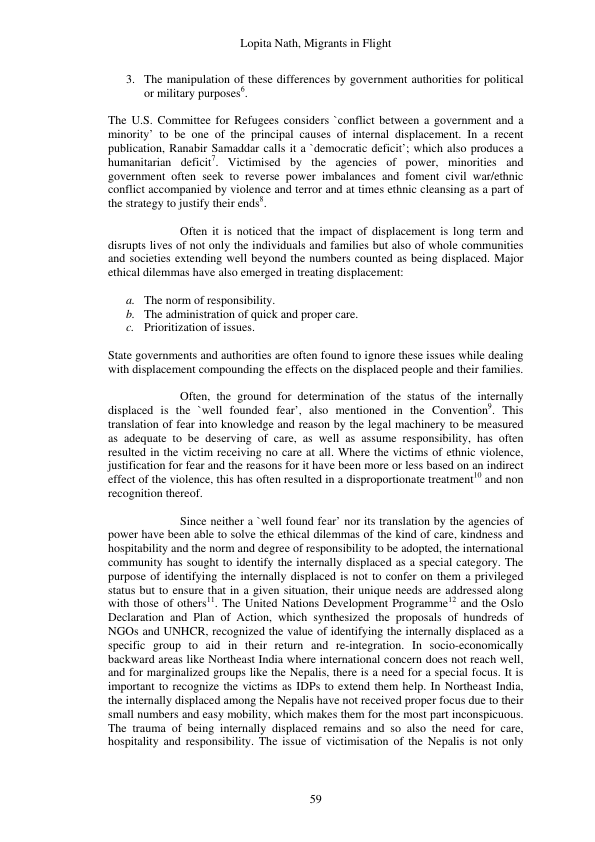 Lopita Nath, Migrants in Flight
3. The manipulation of these differences by government authorities for political
or military purposes6.
The U.S. Committee for Refugees considers `conflict between a government and a
minority’ to be one of the principal causes of internal displacement. In a recent
publication, Ranabir Samaddar calls it a `democratic deficit’; which also produces a
humanitarian deficit7. Victimised by the agencies of power, minorities and
government often seek to reverse power imbalances and foment civil war/ethnic
conflict accompanied by violence and terror and at times ethnic cleansing as a part of
the strategy to justify their ends8.
Often it is noticed that the impact of displacement is long term and
disrupts lives of not only the individuals and families but also of whole communities
and societies extending well beyond the numbers counted as being displaced. Major
ethical dilemmas have also emerged in treating displacement:
a. The norm of responsibility.
b. The administration of quick and proper care.
c. Prioritization of issues.
State governments and authorities are often found to ignore these issues while dealing
with displacement compounding the effects on the displaced people and their families.
Often, the ground for determination of the status of the internally
displaced is the `well founded fear’, also mentioned in the Convention9. This
translation of fear into knowledge and reason by the legal machinery to be measured
as adequate to be deserving of care, as well as assume responsibility, has often
resulted in the victim receiving no care at all. Where the victims of ethnic violence,
justification for fear and the reasons for it have been more or less based on an indirect
effect of the violence, this has often resulted in a disproportionate treatment10 and non
recognition thereof.
Since neither a `well found fear’ nor its translation by the agencies of
power have been able to solve the ethical dilemmas of the kind of care, kindness and
hospitability and the norm and degree of responsibility to be adopted, the international
community has sought to identify the internally displaced as a special category. The
purpose of identifying the internally displaced is not to confer on them a privileged
status but to ensure that in a given situation, their unique needs are addressed along
with those of others11. The United Nations Development Programme12 and the Oslo
Declaration and Plan of Action, which synthesized the proposals of hundreds of
NGOs and UNHCR, recognized the value of identifying the internally displaced as a
specific group to aid in their return and re-integration. In socio-economically
backward areas like Northeast India where international concern does not reach well,
and for marginalized groups like the Nepalis, there is a need for a special focus. It is
important to recognize the victims as IDPs to extend them help. In Northeast India,
the internally displaced among the Nepalis have not received proper focus due to their
small numbers and easy mobility, which makes them for the most part inconspicuous.
The trauma of being internally displaced remains and so also the need for care,
hospitality and responsibility. The issue of victimisation of the Nepalis is not only
59